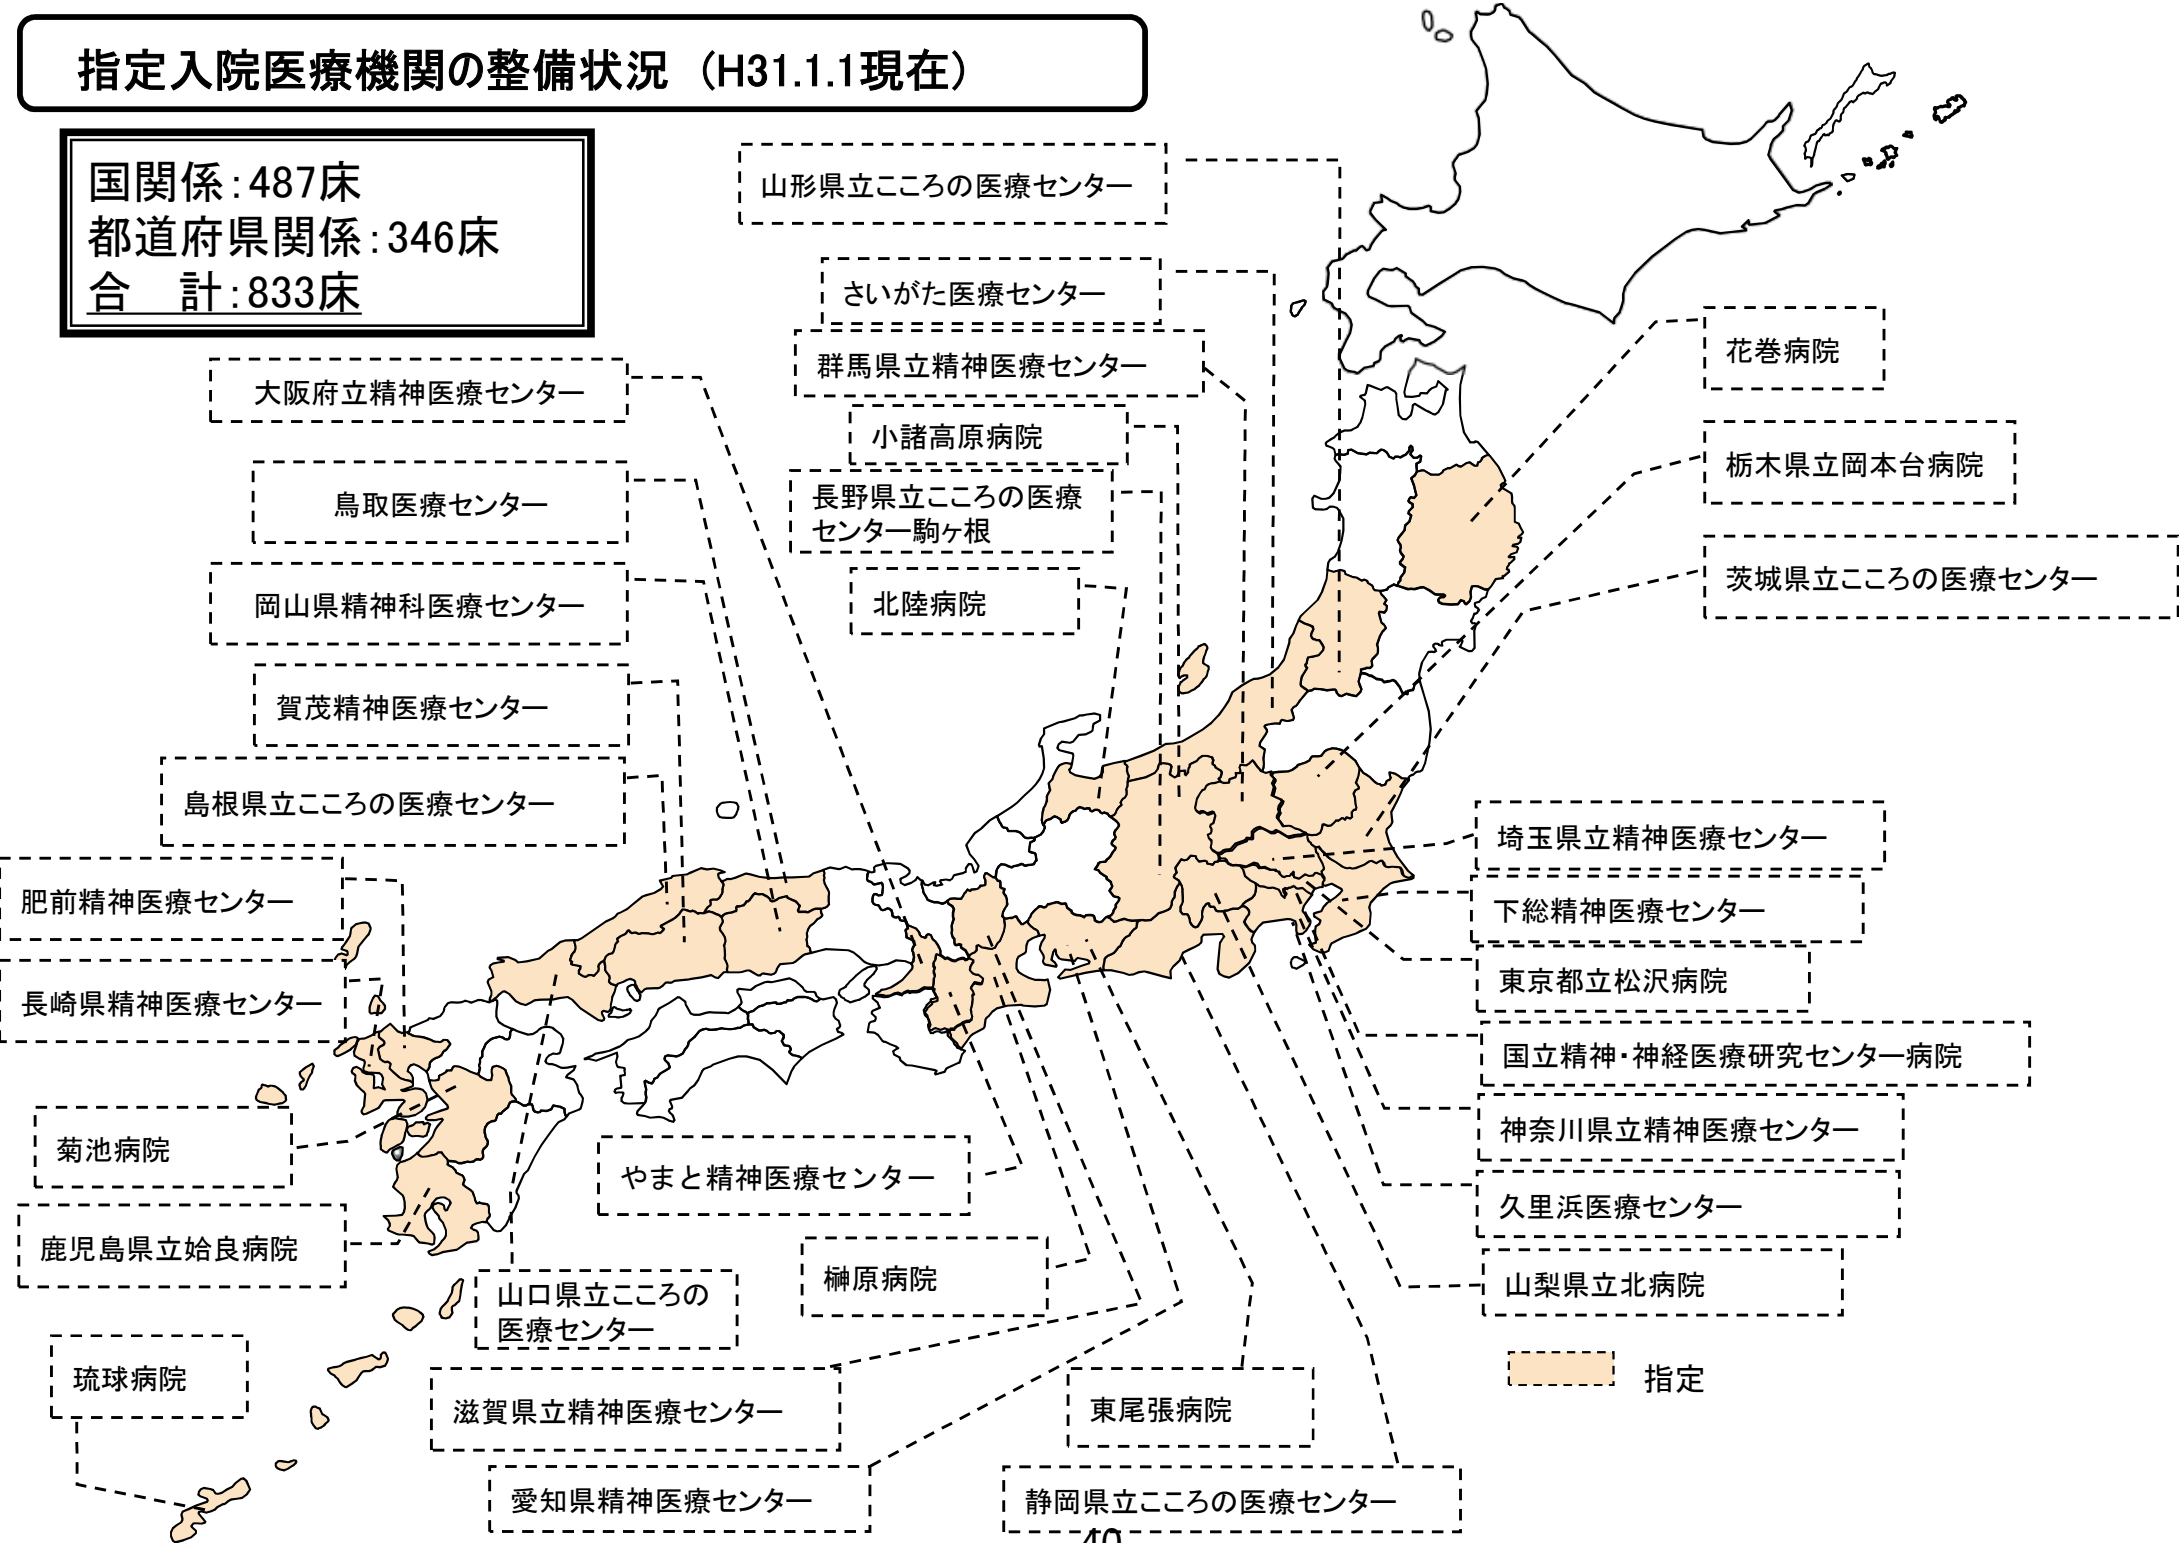 指定入院医療機関の整備状況（H31.1.1現在）
国関係：487床
都道府県関係：346床
合　計：833床
山形県立こころの医療センター
さいがた医療センター
群馬県立精神医療センター
小諸高原病院
長野県立こころの医療
センター駒ヶ根
北陸病院
花巻病院
栃木県立岡本台病院
茨城県立こころの医療センター
大阪府立精神医療センター
鳥取医療センター
岡山県精神科医療センター
賀茂精神医療センター
島根県立こころの医療センター
肥前精神医療センター
長崎県精神医療センター
菊池病院
鹿児島県立姶良病院
琉球病院
埼玉県立精神医療センター
下総精神医療センター
東京都立松沢病院
国立精神・神経医療研究センター病院
神奈川県立精神医療センター
久里浜医療センター
山梨県立北病院
やまと精神医療センター
榊原病院
山口県立こころの
医療センター
滋賀県立精神医療センター
東尾張病院
愛知県精神医療センター
静岡県立こころの医療センター
指定
40